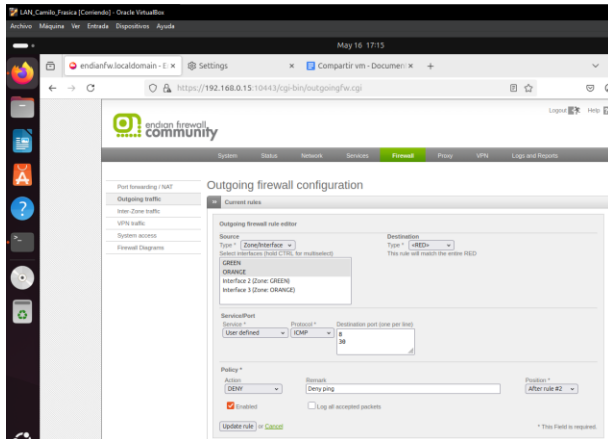 LAN_Camilo_Frasica [Corriendo] - Oracle VirtualBox
Archivo Máquina Ver Entrada Dispositivos Ayuda
May 16 17:15
endianfw.localdomain - E
Settings
Compartir vm - Documen
https://192.168.0.15:10443/cgi-bin/outgoingfw.cgi
endian firewall
community
Logout
Help
System Status Network Services Firewall Proxy VPN Logs and Reports
Port forwarding / NAT
Outgoing traffic
Inter-Zone traffic
VPN traffic
System access
Firewall Diagrams
Outgoing firewall configuration
Current rules
Outgoing firewall rule editor
Source
Destination
Type * Zone/Interface
Type * <RED>
Select interfaces (hold CTRL for multiselect)
This rule will match the entire RED
GREEN
ORANGE
Interface 2 (Zone: GREEN)
Interface 3 (Zone: ORANGE)
Service/Port
Service * Protocol * Destination port (one per line)
User defined ICMP 8
30
Policy *
Action Remark Position *
DENY Deny ping After rule #2
Enabled Log all accepted packets
Update rule or Cancel
* This Field is required.